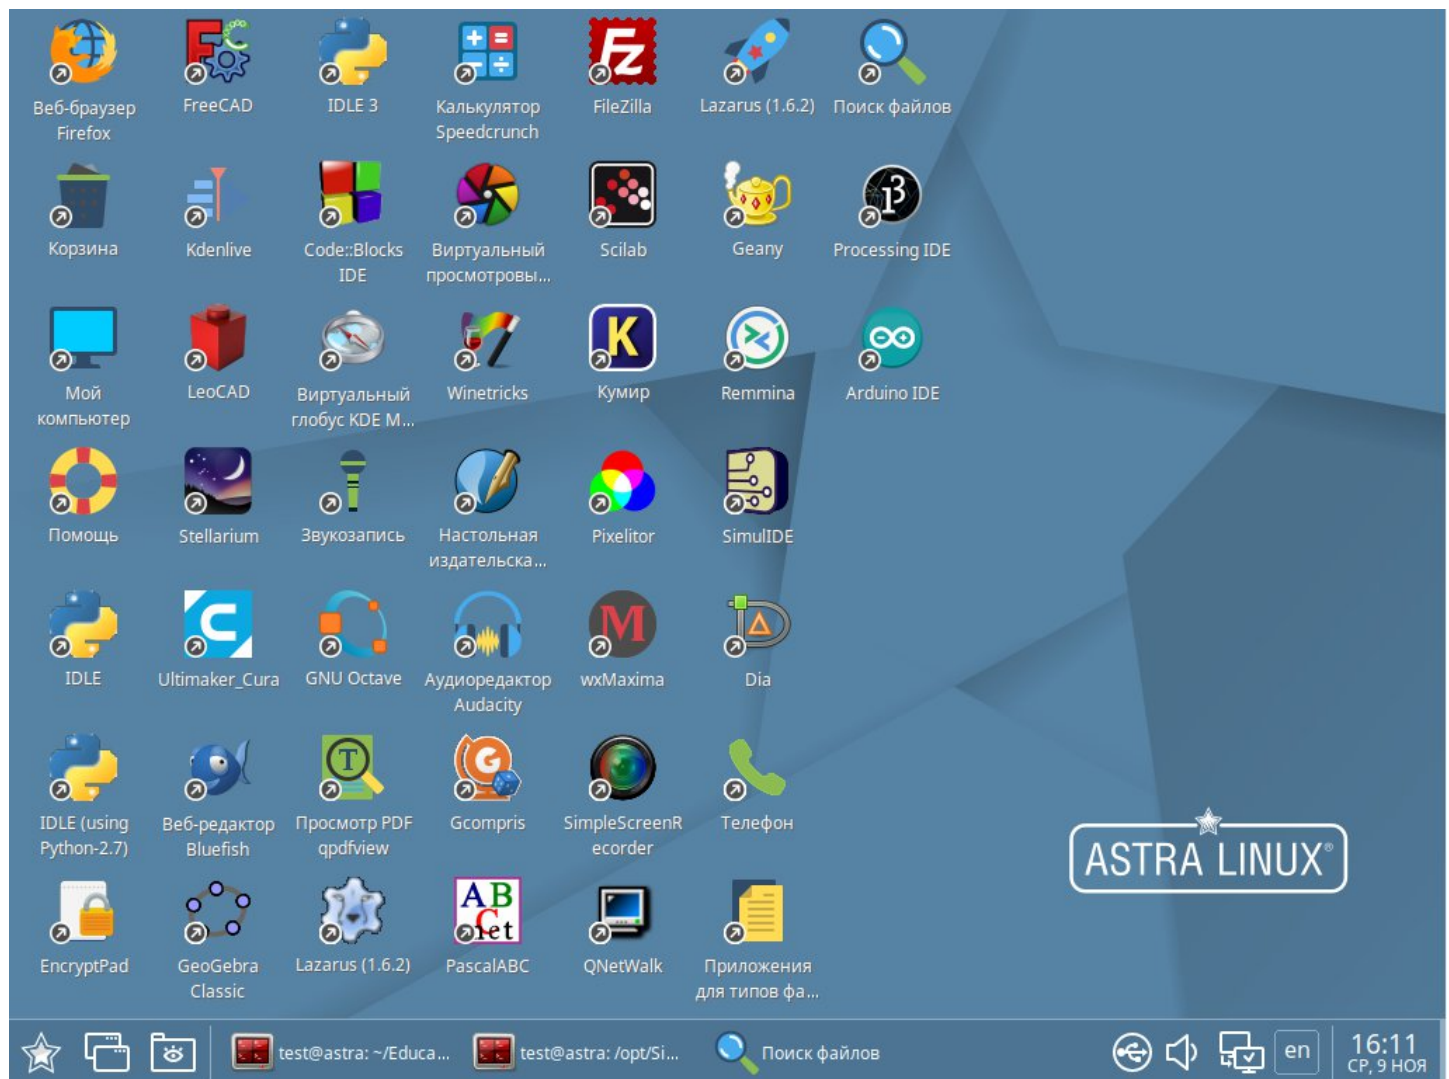 Веб-браузер
Firefox
FreeCAD
IDLE 3
Калькулятор
Speedcrunch
FileZilla
Lazarus (1.6.2)
Поиск файлов
Корзина
Kdenlive
Code::Blocks
IDE
Виртуальный
просмотровы...
Scilab
Geany
Processing IDE
Мой
компьютер
LeoCAD
Виртуальный
глобус KDE M...
Winetricks
Кумир
Remmina
Arduino IDE
Помощь
Stellarium
Звукозапись
Настольная
издательска...
Pixelitor
SimulIDE
IDLE
Ultimaker_Cura
GNU Octave
Аудиоредактор
Audacity
wxMaxima
Dia
IDLE (using
Python-2.7)
Веб-редактор
Bluefish
Просмотр PDF
qpdfview
Gcompris
SimpleScreenR
ecorder
Телефон
ASTRA LINUX®
EncryptPad
GeoGebra
Classic
Lazarus (1.6.2)
PascalABC
QNetWalk
Приложения
для типов фа...
test@astra: ~/Educa...
test@astra: /opt/Si...
Поиск файлов
en
16:11
СР, 9 НОЯ